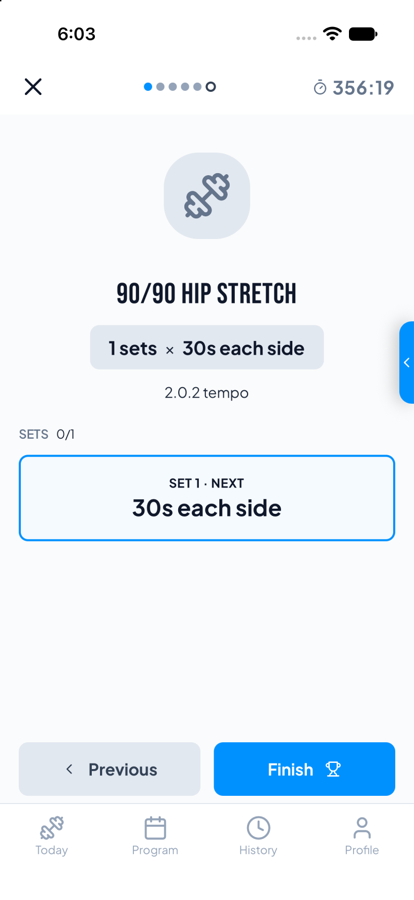 6:03
356:19
90/90 HIP STRETCH
1 sets × 30s each side
2.0.2 tempo
SETS 0/1
SET 1 · NEXT
30s each side
Previous
Finish
Today
Program
History
Profile